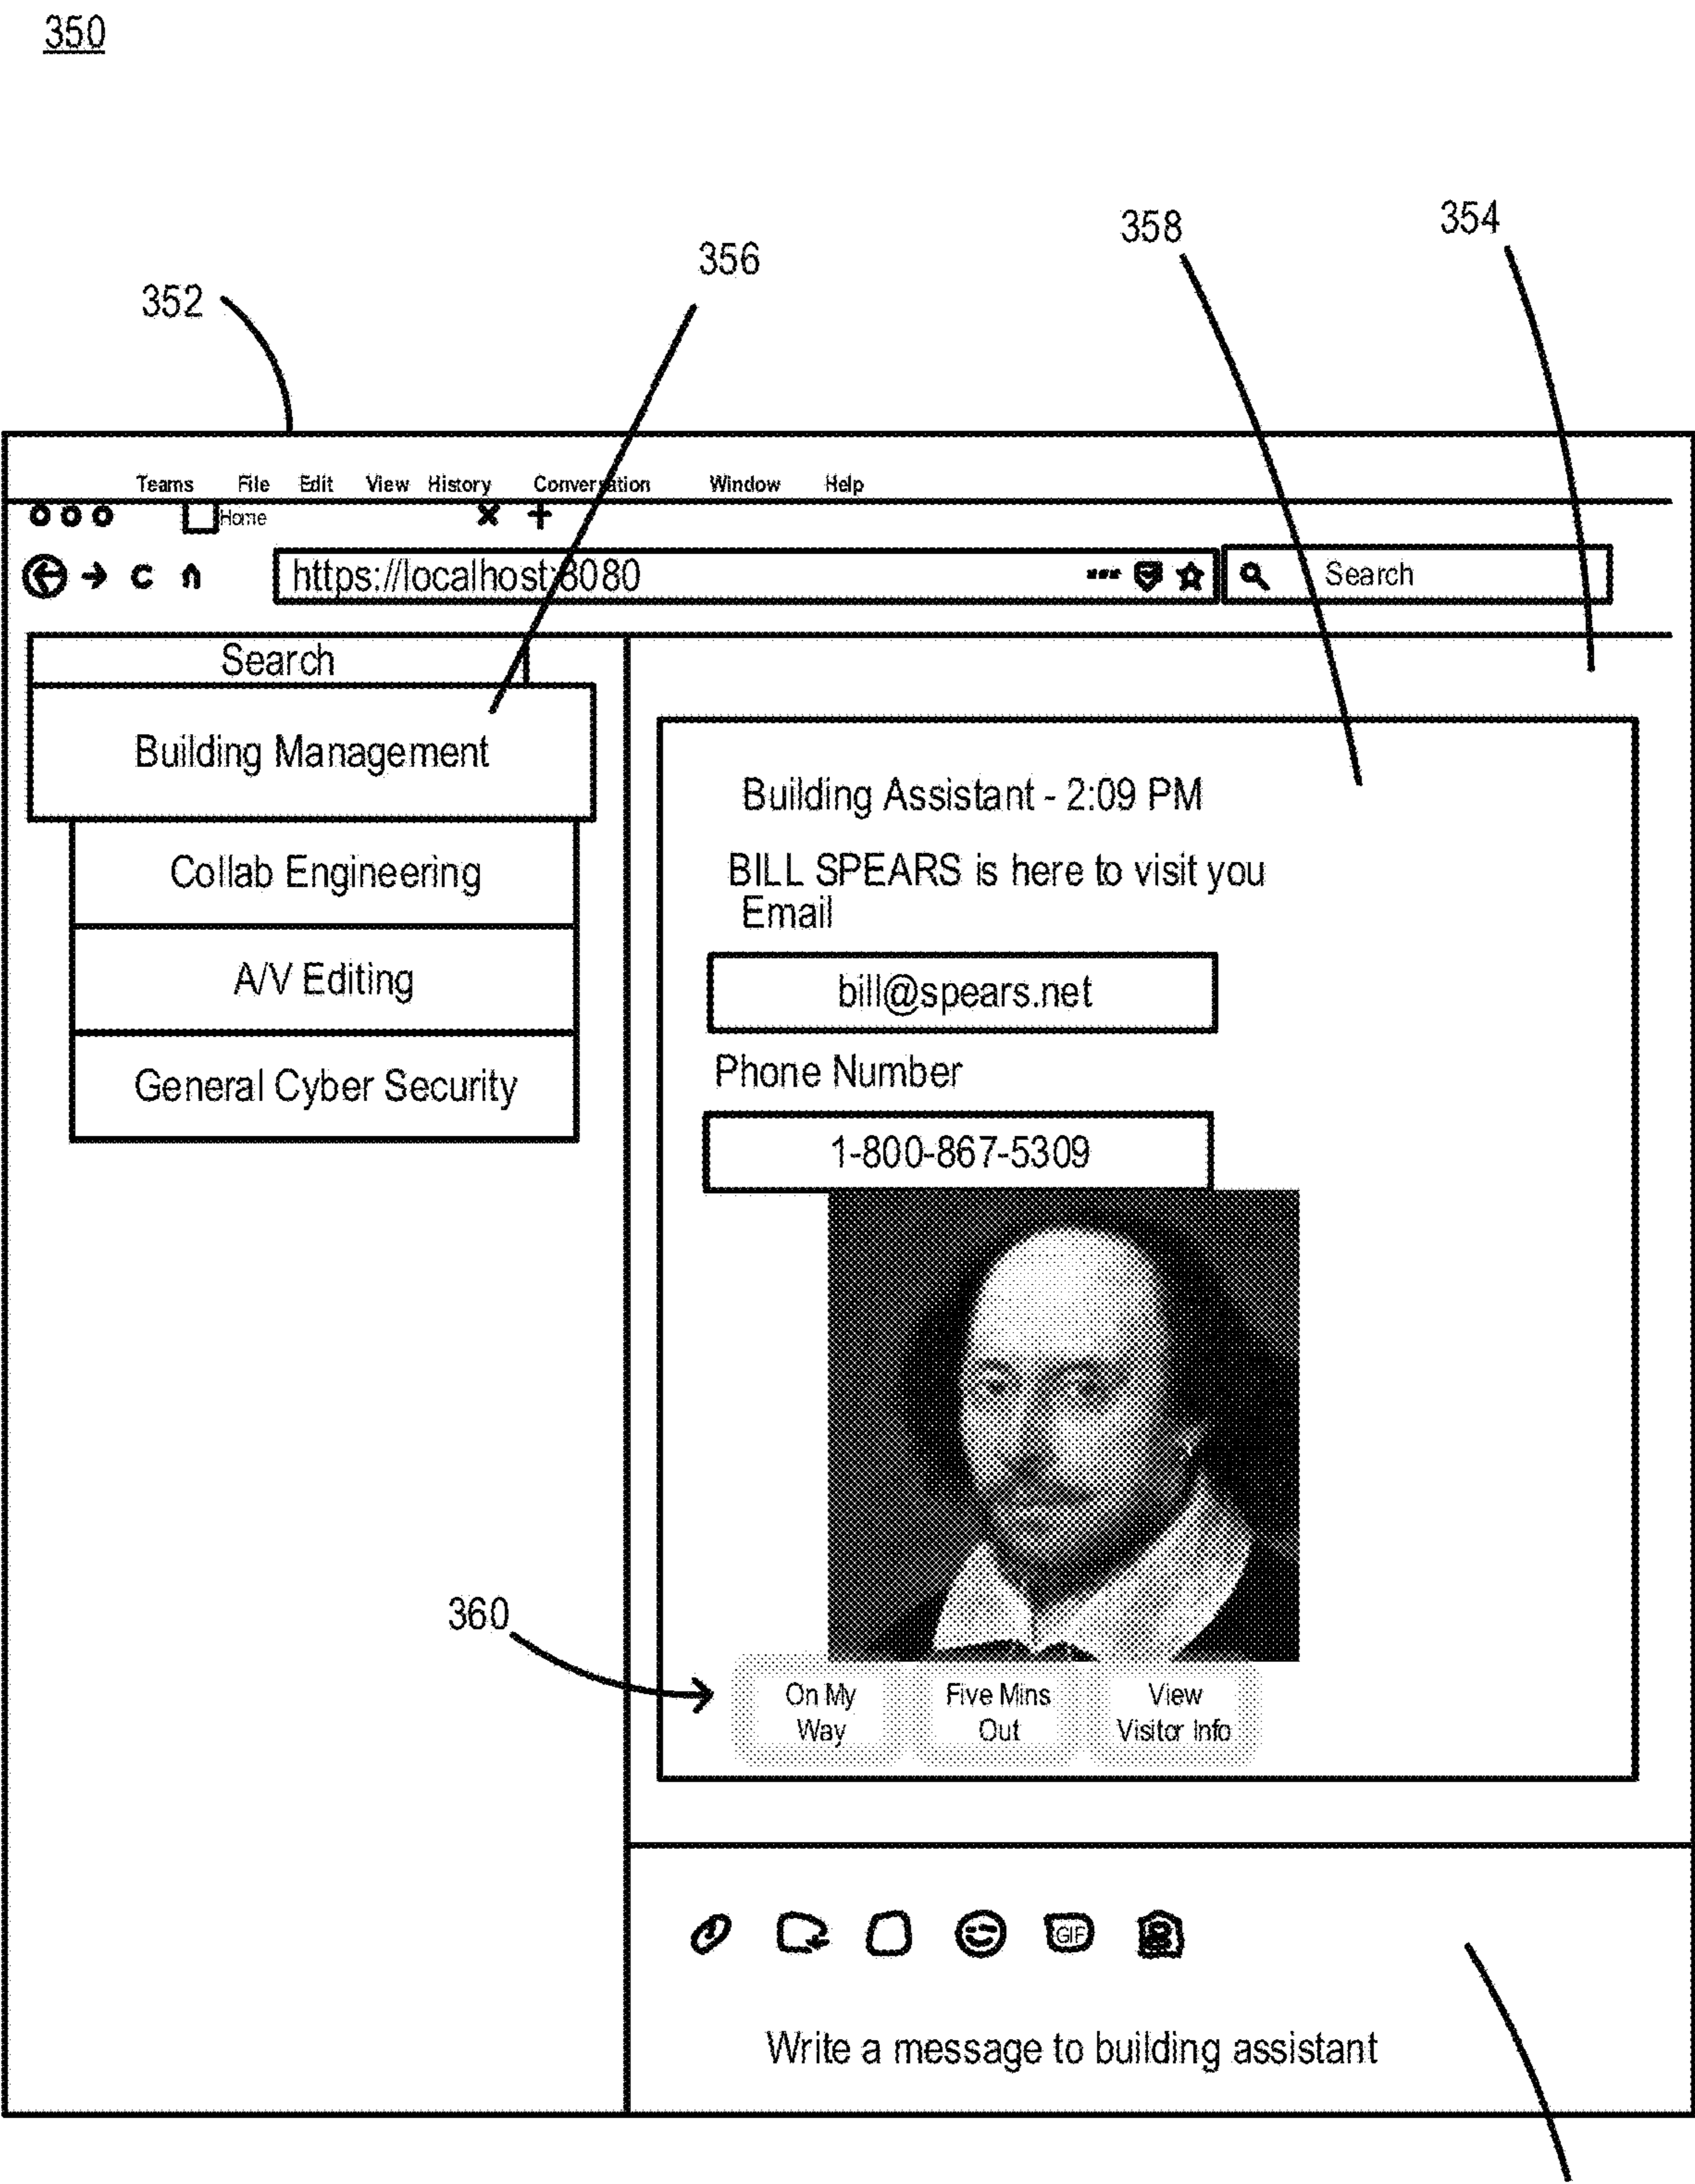 350
358
354
356
352
Teams File Edit View History Conversation Window Help
Home
https://localhost:8080
Search
Search
Building Management
Collab Engineering
A/V Editing
General Cyber Security
Building Assistant - 2:09 PM
BILL SPEARS is here to visit you
Email
bill@spears.net
Phone Number
1-800-867-5309
360
On My
Way
Five Mins
Out
View
Visitor Info
GIF
Write a message to building assistant